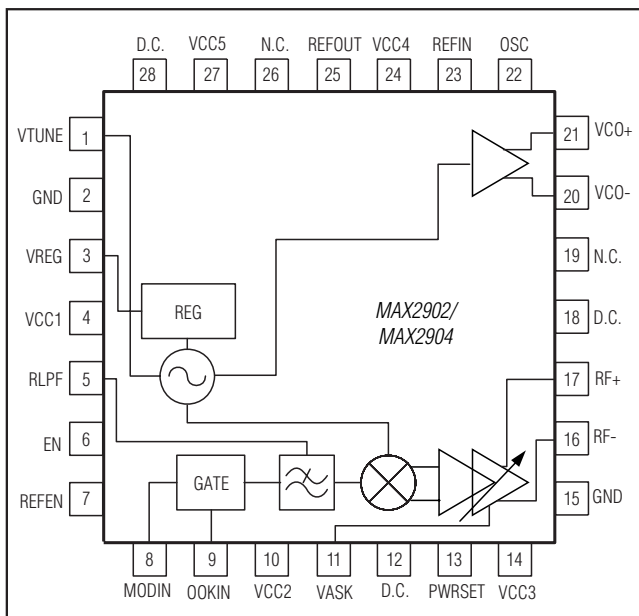 D.C. VCC5 N.C. REFOUT VCC4 REFIN OSC
28 27 26 25 24 23 22
VTUNE 1
GND 2
VREG 3
VCC1 4
RLPF 5
EN 6
REFEN 7
21 VCO+
20 VCO-
19 N.C.
18 D.C.
17 RF+
16 RF-
15 GND
REG
MAX2902/
MAX2904
GATE
8 9 10 11 12 13 14
MODIN OOKIN VCC2 VASK D.C. PWRSET VCC3